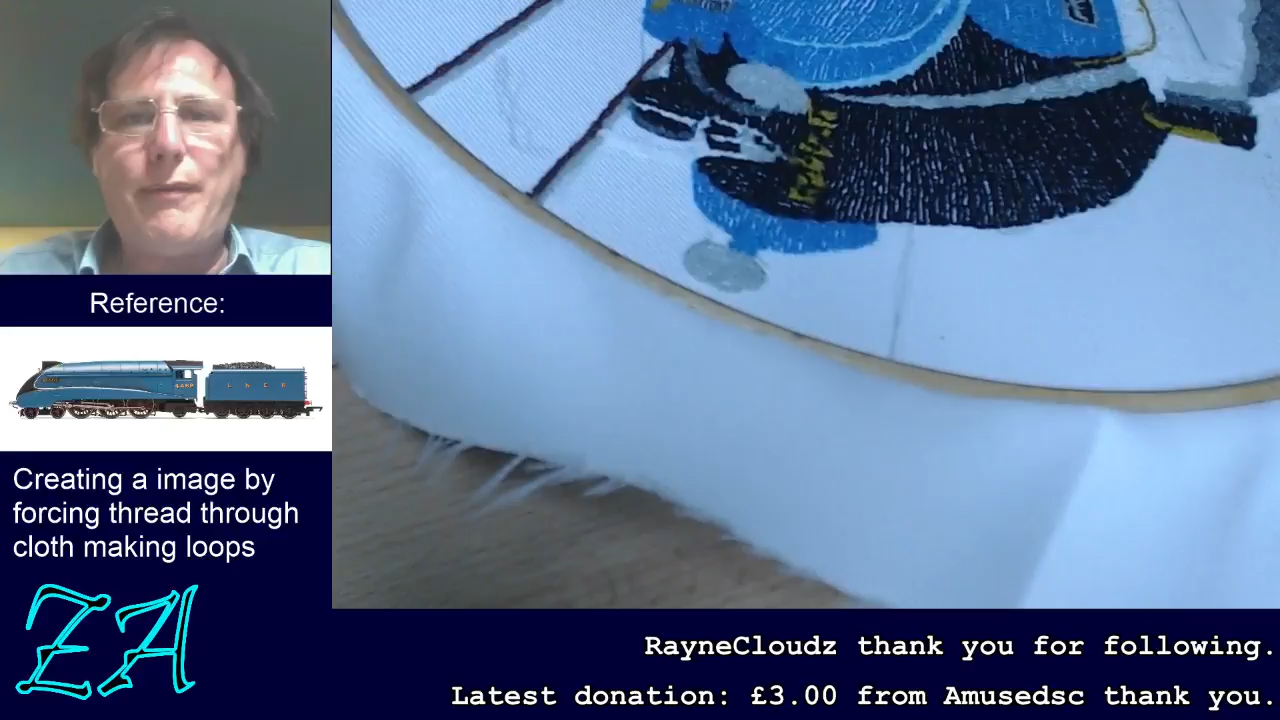 Reference:
Creating a image by
forcing thread through
cloth making loops
ZA
RayneCloudz thank you for following.
Latest donation: £3.00 from Amusedsc thank you.